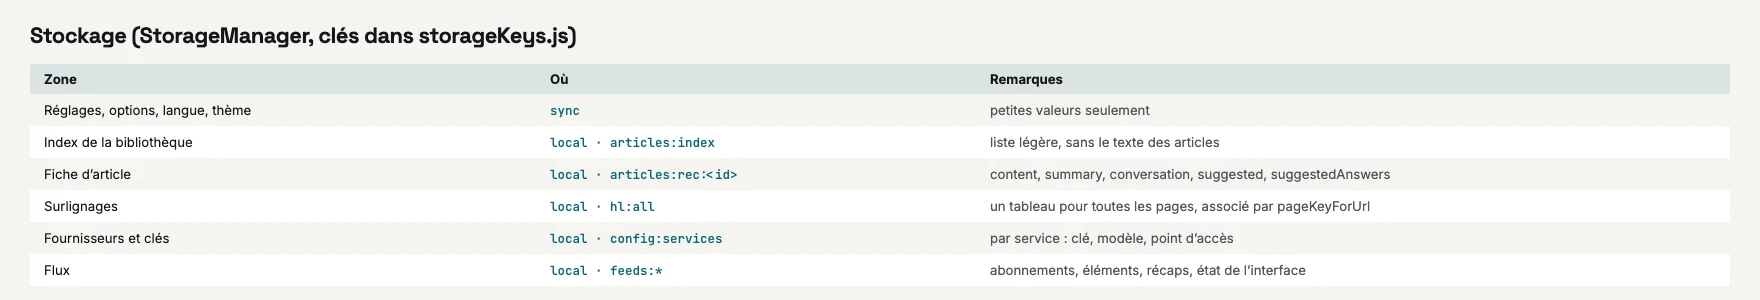 Stockage (StorageManager, clés dans storageKeys.js)
Zone Où Remarques
Réglages, options, langue, thème sync petites valeurs seulement
Index de la bibliothèque local · articles:index liste légère, sans le texte des articles
Fiche d’article local · articles:rec:<id> content, summary, conversation, suggested, suggestedAnswers
Surlignages local · hl:all un tableau pour toutes les pages, associé par pageKeyForUrl
Fournisseurs et clés local · config:services par service : clé, modèle, point d’accès
Flux local · feeds:* abonnements, éléments, récaps, état de l’interface